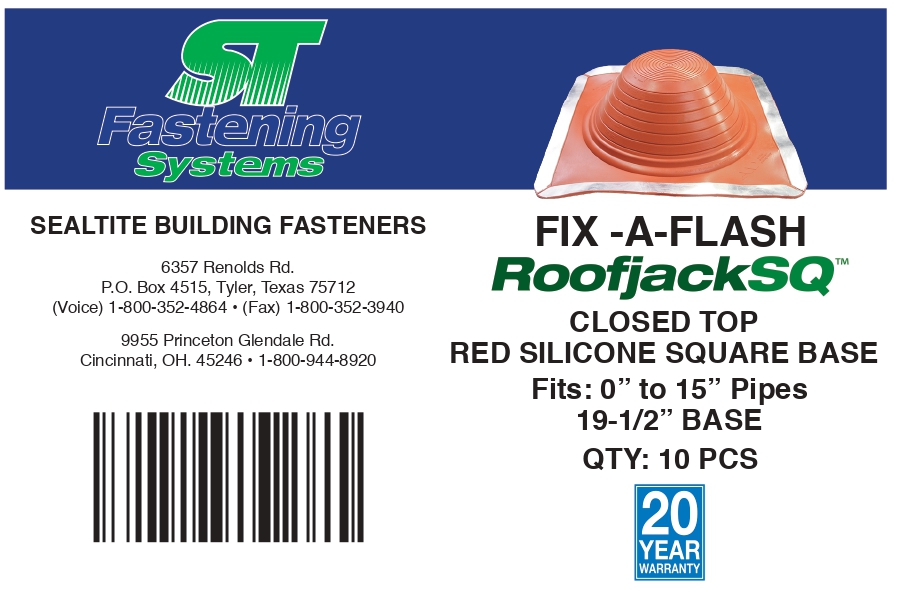 ST
Fastening
Systems
SEALTITE BUILDING FASTENERS
6357 Renolds Rd.
P.O. Box 4515, Tyler, Texas 75712
(Voice) 1-800-352-4864 • (Fax) 1-800-352-3940
9955 Princeton Glendale Rd.
Cincinnati, OH. 45246 • 1-800-944-8920
FIX -A-FLASH
RoofjackSQ™
CLOSED TOP
RED SILICONE SQUARE BASE
Fits: 0” to 15” Pipes
19-1/2” BASE
QTY: 10 PCS
20
YEAR
WARRANTY